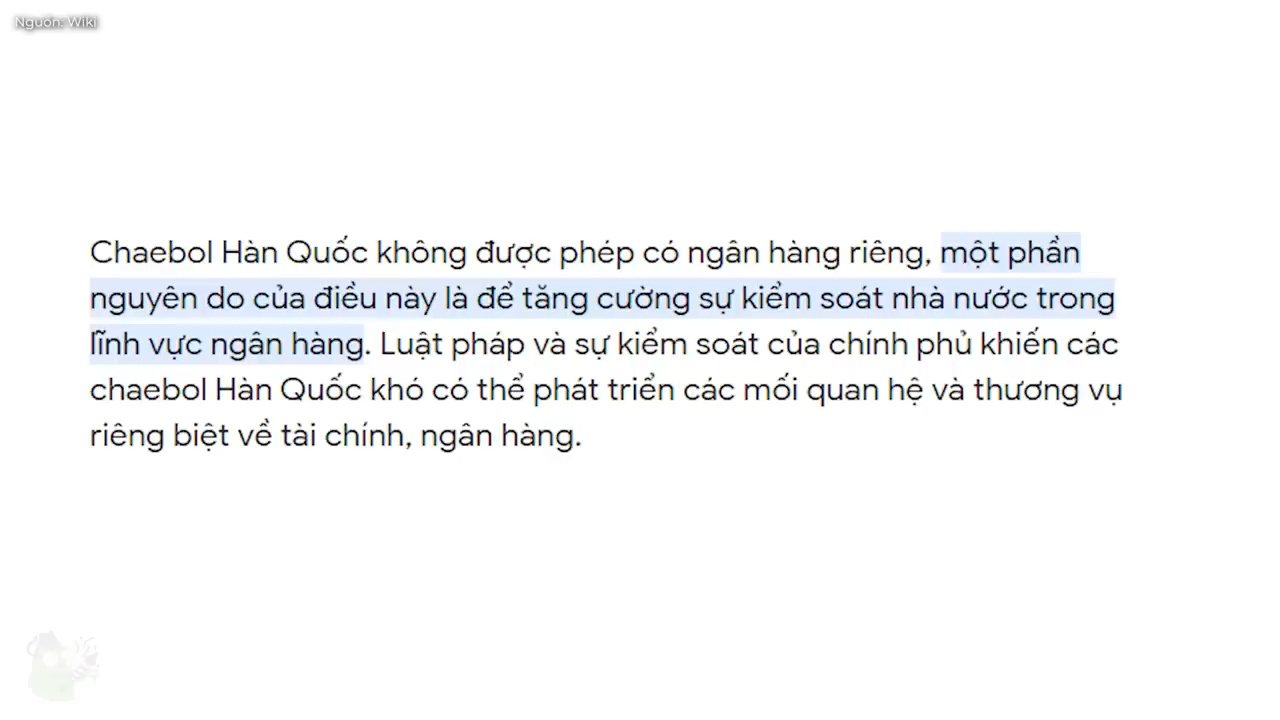 Nguồn: Wiki
Chaebol Hàn Quốc không được phép có ngân hàng riêng, một phần
nguyên do của điều này là để tăng cường sự kiểm soát nhà nước trong
lĩnh vực ngân hàng. Luật pháp và sự kiểm soát của chính phủ khiến các
chaebol Hàn Quốc khó có thể phát triển các mối quan hệ và thương vụ
riêng biệt về tài chính, ngân hàng.